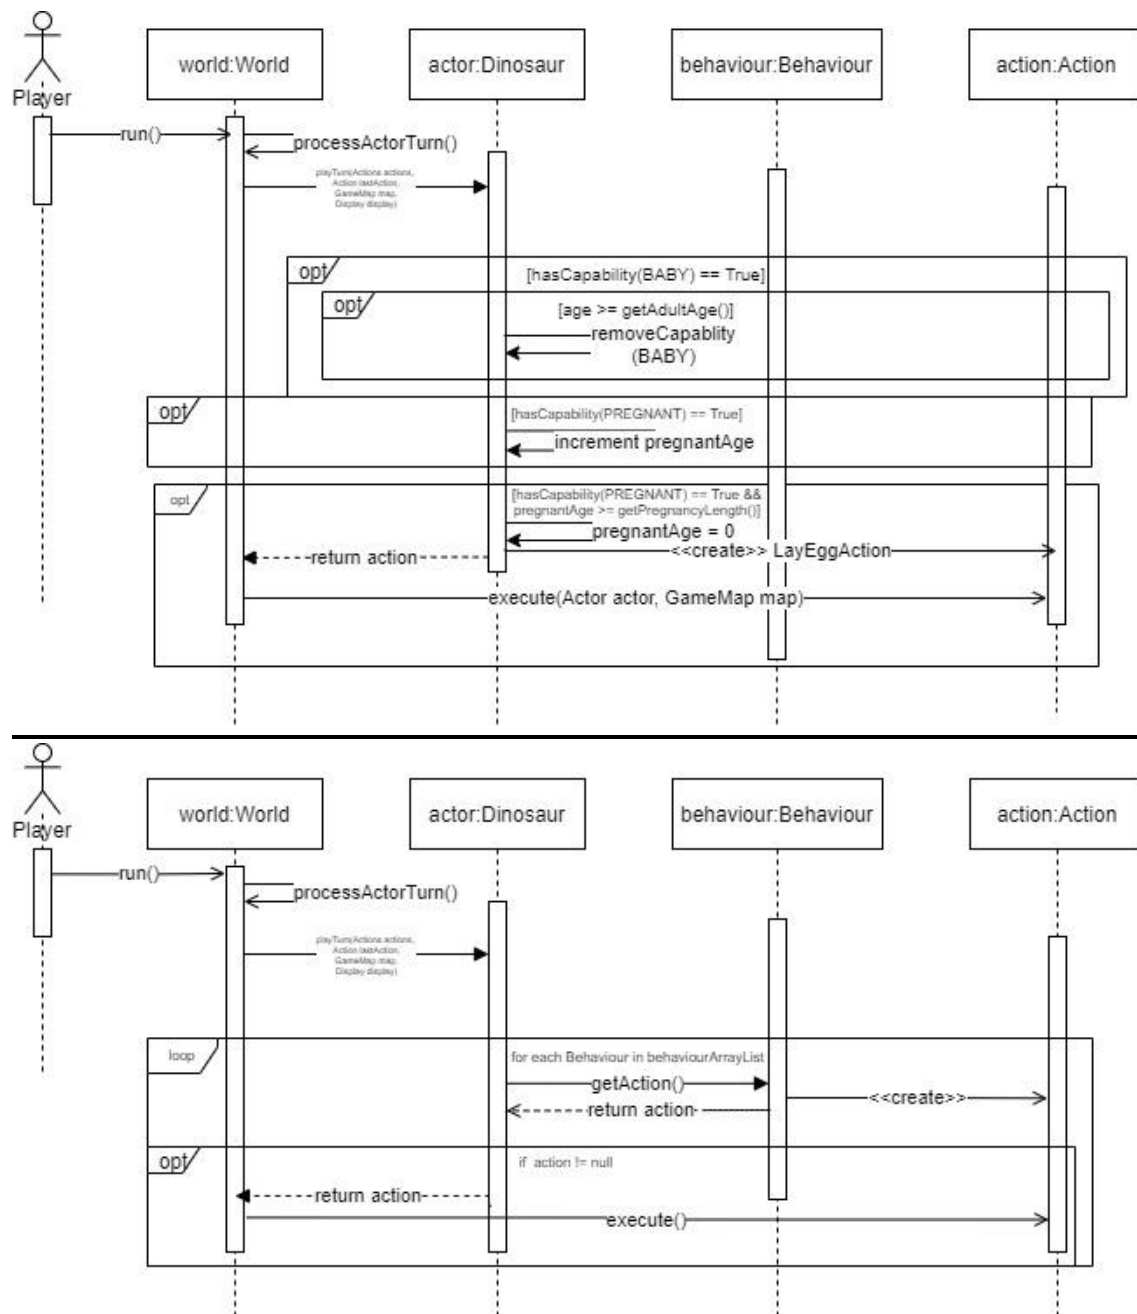 world:World
actor:Dinosaur
behaviour:Behaviour
action:Action
Player
run()
processActorTurn()
playTurn(Actions actions,
Action lastAction,
GameMap map,
Display display)
opt
[hasCapability(BABY) == True]
opt
[age >= getAdultAge()]
removeCapablity
(BABY)
opt
[hasCapability(PREGNANT) == True]
increment pregnantAge
opt
[hasCapability(PREGNANT) == True &&
pregnantAge >= getPregnancyLength()]
pregnantAge = 0
return action
<<create>> LayEggAction
execute(Actor actor, GameMap map)
world:World
actor:Dinosaur
behaviour:Behaviour
action:Action
Player
run()
processActorTurn()
playTurn(Actions actions,
Action lastAction,
GameMap map,
Display display)
loop
for each Behaviour in behaviourArrayList
getAction()
<<create>>
return action
opt
if action != null
return action
execute()